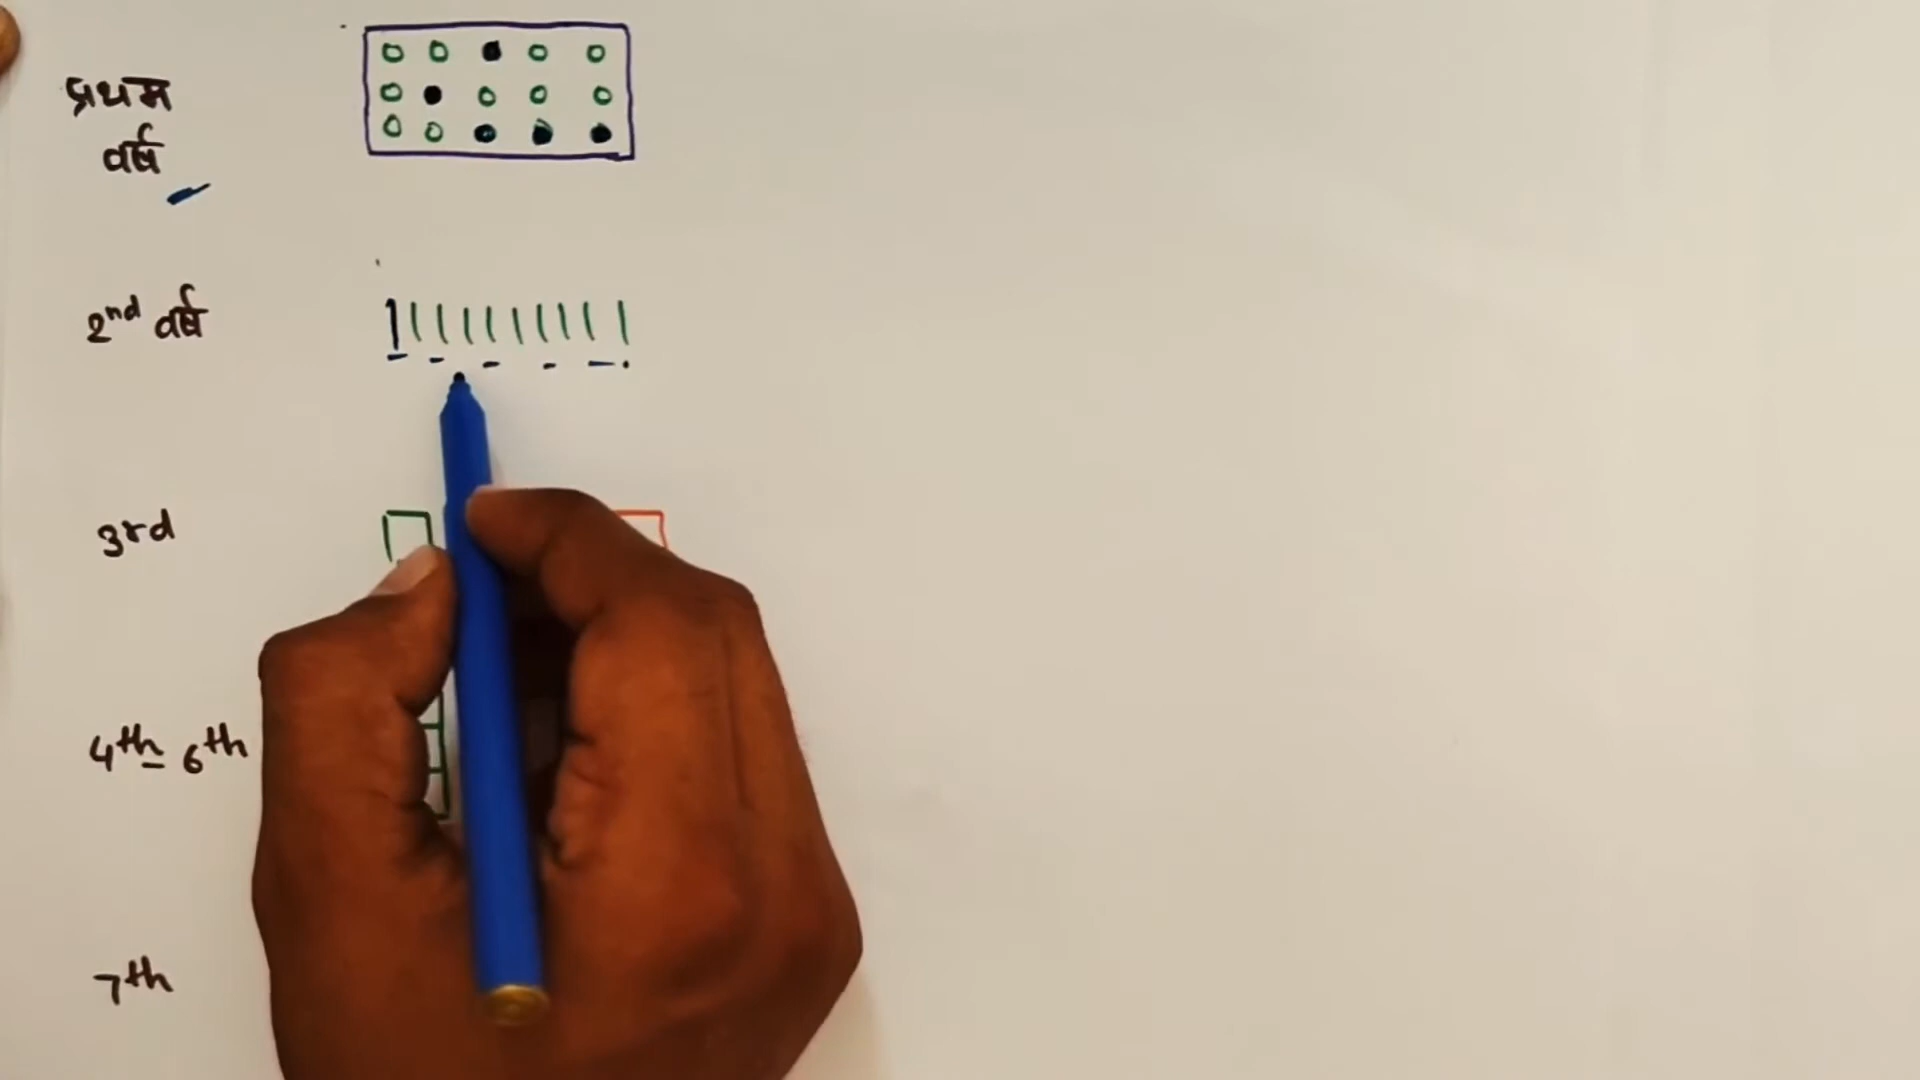 प्रथम
वर्ष
2nd वर्ष
3rd
4th - 6th
7th